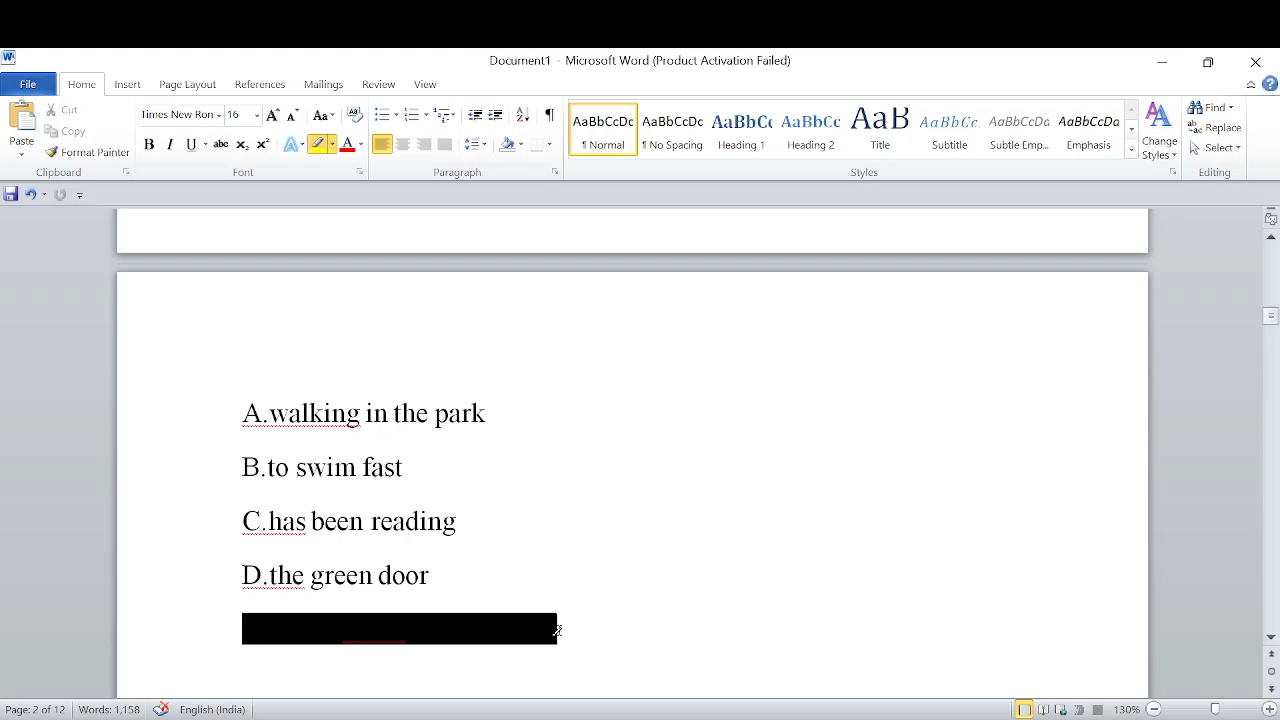 Document1 - Microsoft Word (Product Activation Failed)
File Home Insert Page Layout References Mailings Review View
Paste
Cut
Copy
Format Painter
Clipboard
Times New Ron 16
Font
Paragraph
AaBbCcDc AaBbCcDc AaBbC( AaBbCc AaB AaBbCc. AaBbCcDc AaBbCcDc
¶ Normal ¶ No Spacing Heading 1 Heading 2 Title Subtitle Subtle Emp... Emphasis
Styles
Change Styles
Find
Replace
Select
Editing
A.walking in the park
B.to swim fast
C.has been reading
D.the green door
Page: 2 of 12 Words: 1,158 English (India) 130%